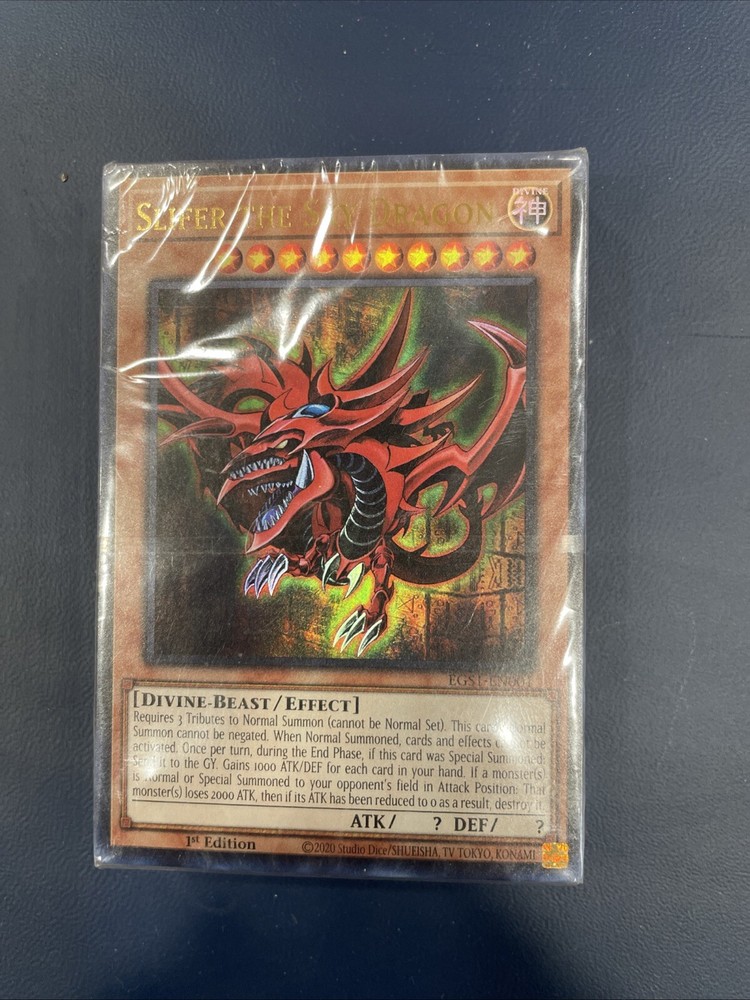 SLIFER THE SKY DRAGON
DIVINE
神
EGS1-EN001
[DIVINE-BEAST/EFFECT]
Requires 3 Tributes to Normal Summon (cannot be Normal Set). This card's Normal
Summon cannot be negated. When Normal Summoned, cards and effects cannot be
activated. Once per turn, during the End Phase, if this card was Special Summoned:
Send it to the GY. Gains 1000 ATK/DEF for each card in your hand. If a monster(s)
is Normal or Special Summoned to your opponent's field in Attack Position: That
monster(s) loses 2000 ATK, then if its ATK has been reduced to 0 as a result, destroy it.
ATK/ ? DEF/ ?
1st Edition
©2020 Studio Dice/SHUEISHA, TV TOKYO, KONAMI